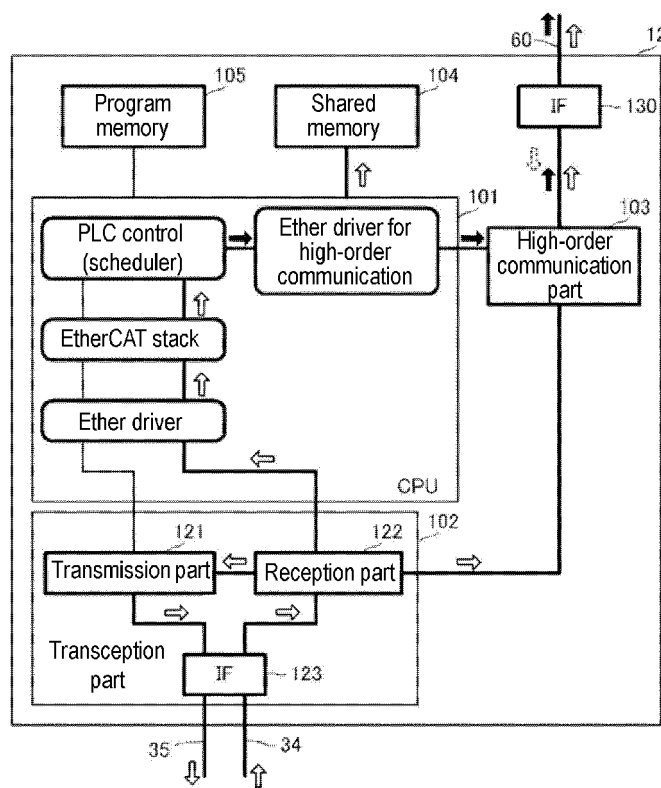 60
12
105
104
Program
memory
Shared
memory
IF
130
101
103
PLC control
(scheduler)
Ether driver for
high-order
communication
High-order
communication
part
EtherCAT stack
Ether driver
CPU
121
122
102
Transmission part
Reception part
Transception
part
IF
123
35
34